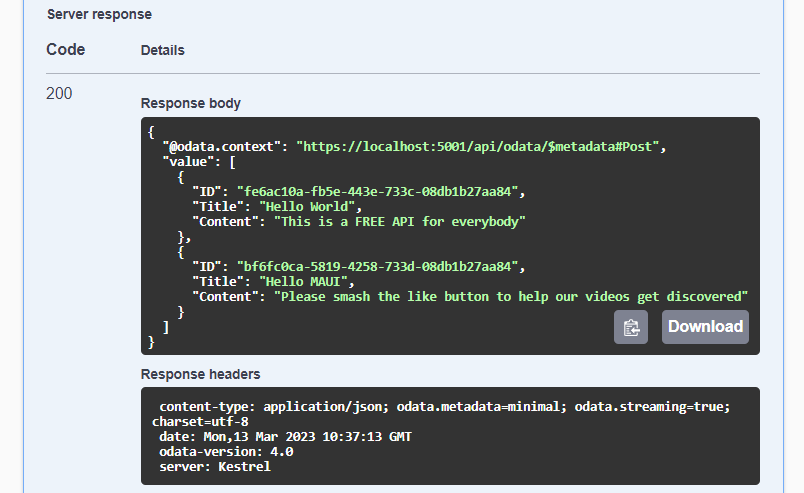 Server response
Code Details
200
Response body
{
"@odata.context": "https://localhost:5001/api/odata/$metadata#Post",
"value": [
{
"ID": "fe6ac10a-fb5e-443e-733c-08db1b27aa84",
"Title": "Hello World",
"Content": "This is a FREE API for everybody"
},
{
"ID": "bf6fc0ca-5819-4258-733d-08db1b27aa84",
"Title": "Hello MAUI",
"Content": "Please smash the like button to help our videos get discovered"
}
]
}
Download
Response headers
content-type: application/json; odata.metadata=minimal; odata.streaming=true;
charset=utf-8
date: Mon,13 Mar 2023 10:37:13 GMT
odata-version: 4.0
server: Kestrel